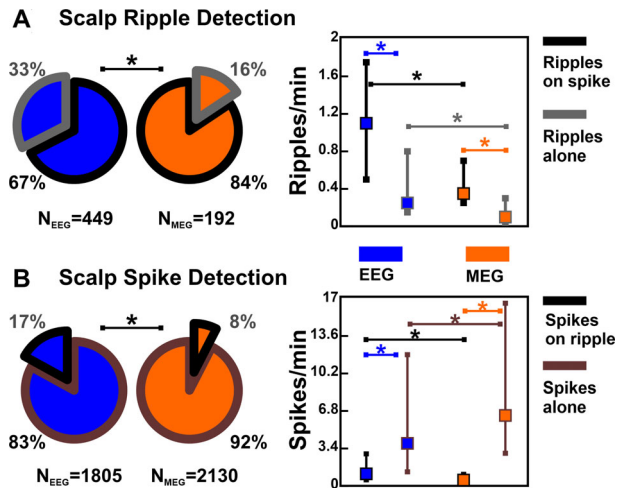 A Scalp Ripple Detection
33% * 16%
67% 84%
NEEG=449 NMEG=192
Ripples/min
2
1.6
1.2
0.8
0.4
0
* * * *
Ripples
on spike
Ripples
alone
EEG MEG
B Scalp Spike Detection
17% * 8%
83% 92%
NEEG=1805 NMEG=2130
Spikes/min
17
13.6
10.2
6.8
3.4
0
* * * *
Spikes
on ripple
Spikes
alone